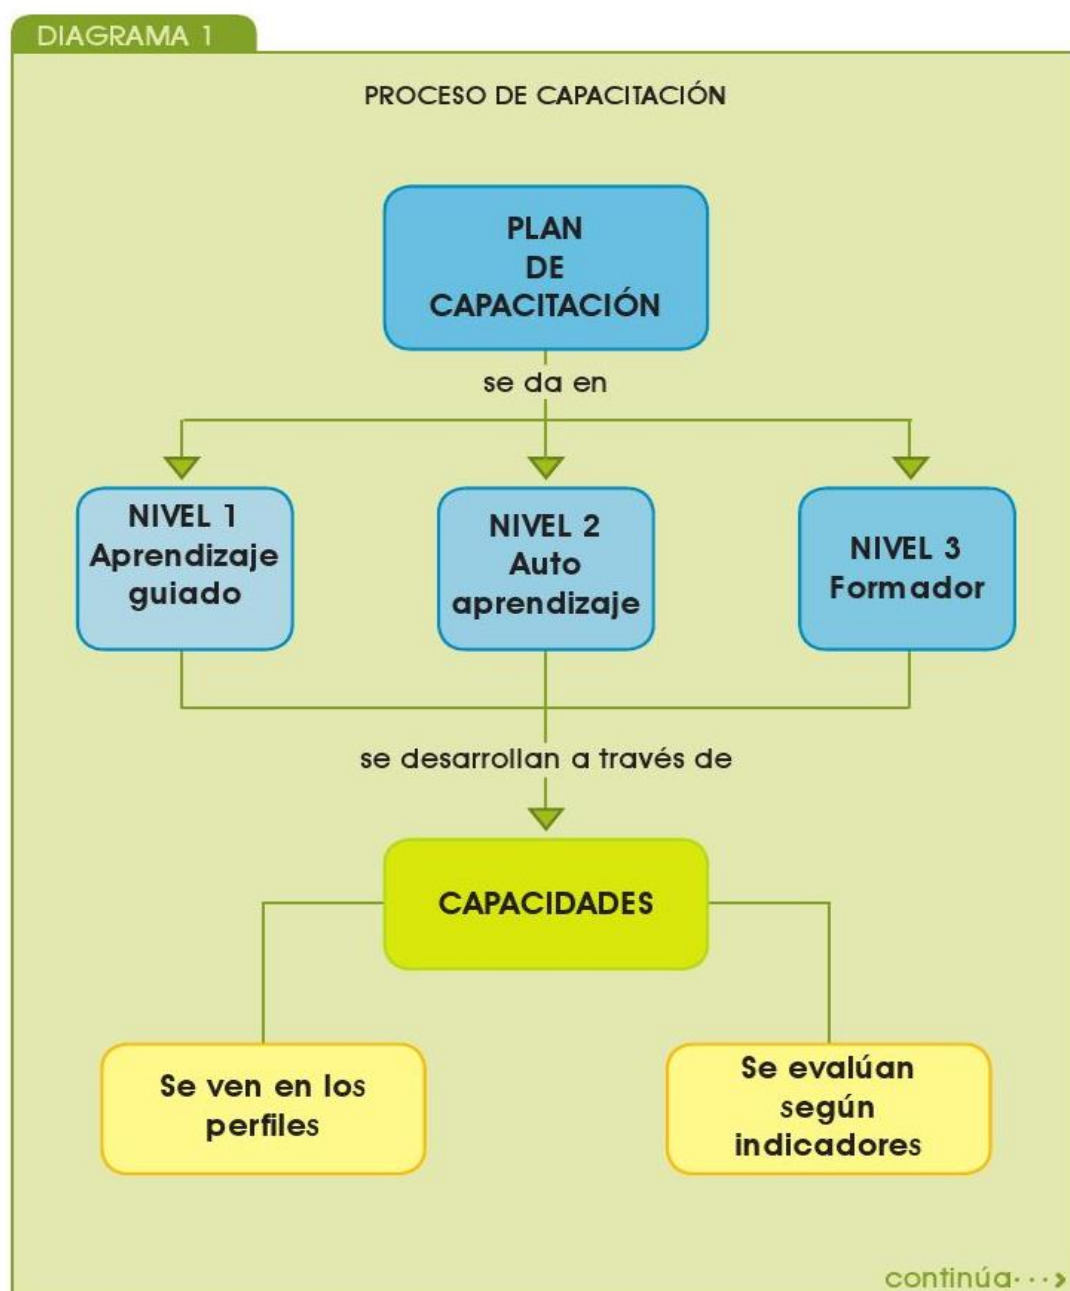 DIAGRAMA 1
PROCESO DE CAPACITACIÓN
PLAN
DE
CAPACITACIÓN
se da en
NIVEL 1
Aprendizaje
guiado
NIVEL 2
Auto
aprendizaje
NIVEL 3
Formador
se desarrollan a través de
CAPACIDADES
Se ven en los
perfiles
Se evalúan
según
indicadores
continúa···›